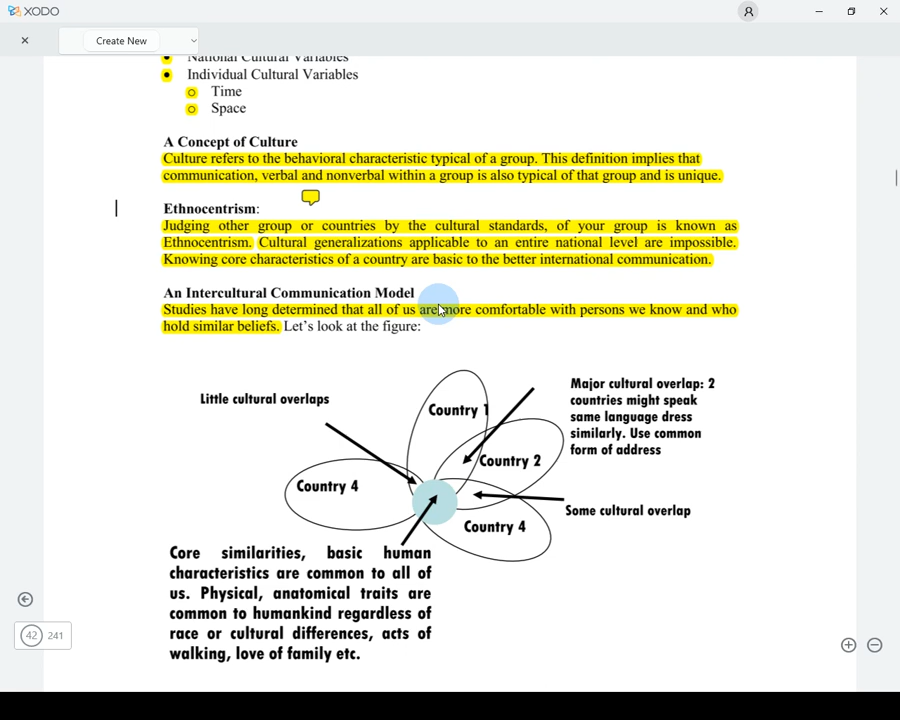 XODO
Create New
National Cultural Variables
Individual Cultural Variables
Time
Space
A Concept of Culture
Culture refers to the behavioral characteristic typical of a group. This definition implies that
communication, verbal and nonverbal within a group is also typical of that group and is unique.
Ethnocentrism:
Judging other group or countries by the cultural standards, of your group is known as
Ethnocentrism. Cultural generalizations applicable to an entire national level are impossible.
Knowing core characteristics of a country are basic to the better international communication.
An Intercultural Communication Model
Studies have long determined that all of us are more comfortable with persons we know and who
hold similar beliefs. Let's look at the figure:
Little cultural overlaps
Country 1
Major cultural overlap: 2
countries might speak
same language dress
similarly. Use common
form of address
Country 2
Country 4
Some cultural overlap
Country 4
Core similarities, basic human
characteristics are common to all of
us. Physical, anatomical traits are
common to humankind regardless of
race or cultural differences, acts of
walking, love of family etc.
42 241